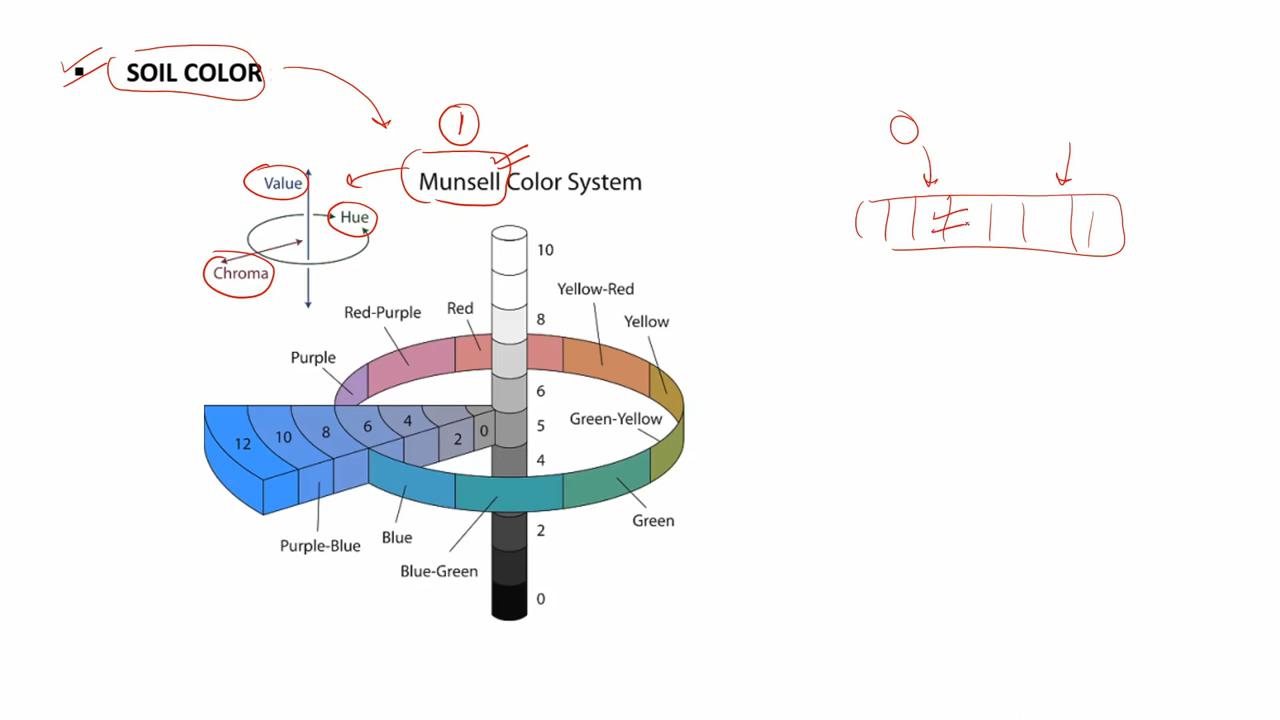 SOIL COLOR
1
Munsell Color System
Value
Hue
Chroma
10
8
6
5
4
2
0
Yellow-Red
Red
Red-Purple
Yellow
Purple
Green-Yellow
12 10 8 6 4 2 0
Green
Blue
Purple-Blue
Blue-Green